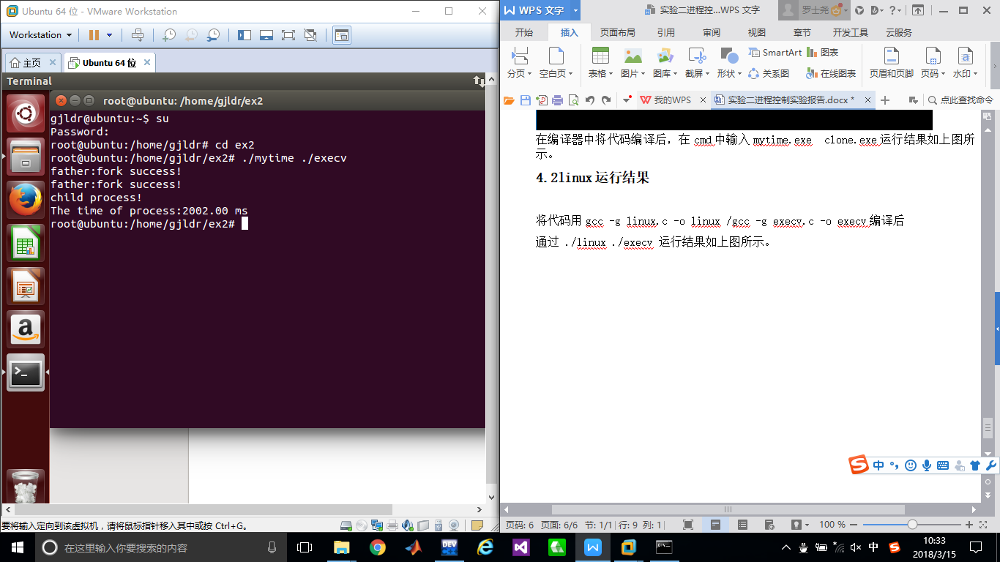 Ubuntu 64 位 - VMware Workstation
Workstation
主页
Ubuntu 64 位
Terminal
root@ubuntu: /home/gjldr/ex2
gjldr@ubuntu:~$ su
Password:
root@ubuntu:/home/gjldr# cd ex2
root@ubuntu:/home/gjldr/ex2# ./mytime ./execv
father:fork success!
father:fork success!
child process!
The time of process:2002.00 ms
root@ubuntu:/home/gjldr/ex2#
要将输入定向到该虚拟机，请将鼠标指针移入其中或按 Ctrl+G。
WPS 文字
实验二进程控...WPS 文字
罗士尧
开始 插入 页面布局 引用 审阅 视图 章节 开发工具 云服务
分页 空白页 表格 图片 图库 截屏 形状 SmartArt 图表 关系图 在线图表 页眉和页脚 页码 水印
我的WPS
实验二进程控制实验报告.docx *
点此查找命令
在编译器中将代码编译后，在 cmd 中输入 mytime.exe clone.exe 运行结果如上图所
示。
4.2linux 运行结果
将代码用 gcc -g linux.c -o linux /gcc -g execv.c -o execv 编译后
通过 ./linux ./execv 运行结果如上图所示。
中
页码: 6 页面: 6/6 节: 1/1 行: 9 列: 1 100 %
在这里输入你要搜索的内容
DEV
中
10:33
2018/3/15